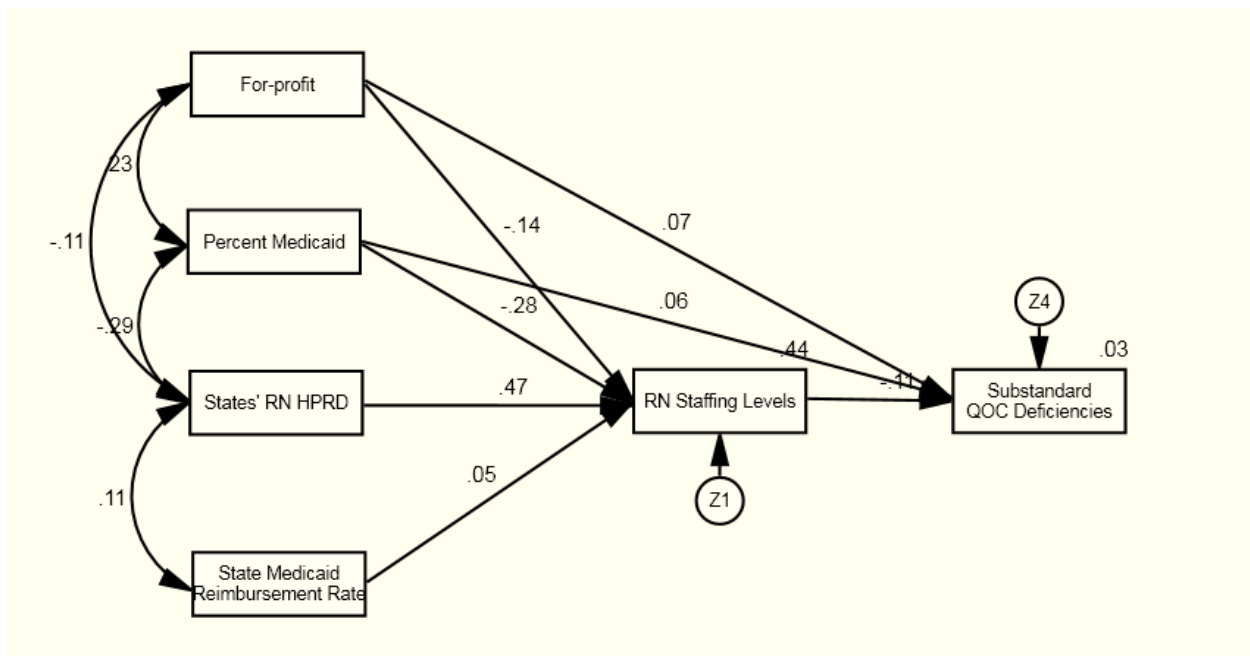 For-profit
.23
-.11
-.14
.07
Percent Medicaid
-.29
-.28
.06
Z4
.44
.03
States' RN HPRD
.47
RN Staffing Levels
-.11
Substandard
QOC Deficiencies
.11
.05
Z1
State Medicaid
Reimbursement Rate